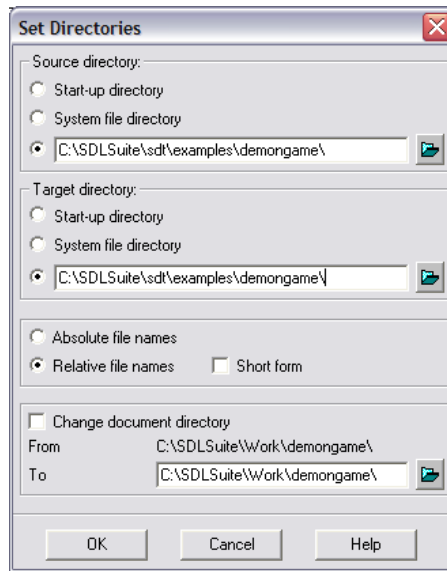 Set Directories
Source directory:
Start-up directory
System file directory
C:\SDLSuite\sdt\examples\demongame\
Target directory:
Start-up directory
System file directory
C:\SDLSuite\sdt\examples\demongame\
Absolute file names
Relative file names Short form
Change document directory
From C:\SDLSuite\Work\demongame\
To C:\SDLSuite\Work\demongame\
OK Cancel Help